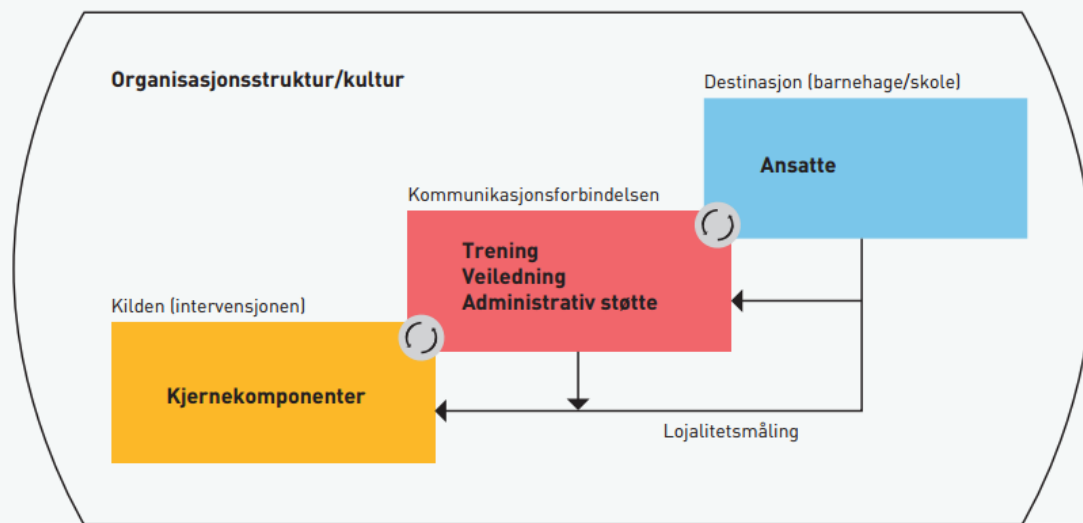 Organisasjonsstruktur/kultur
Destinasjon (barnehage/skole)
Ansatte
Kommunikasjonsforbindelsen
Trening
Veiledning
Administrativ støtte
Kilden (intervensjonen)
Kjernekomponenter
Lojalitetsmåling